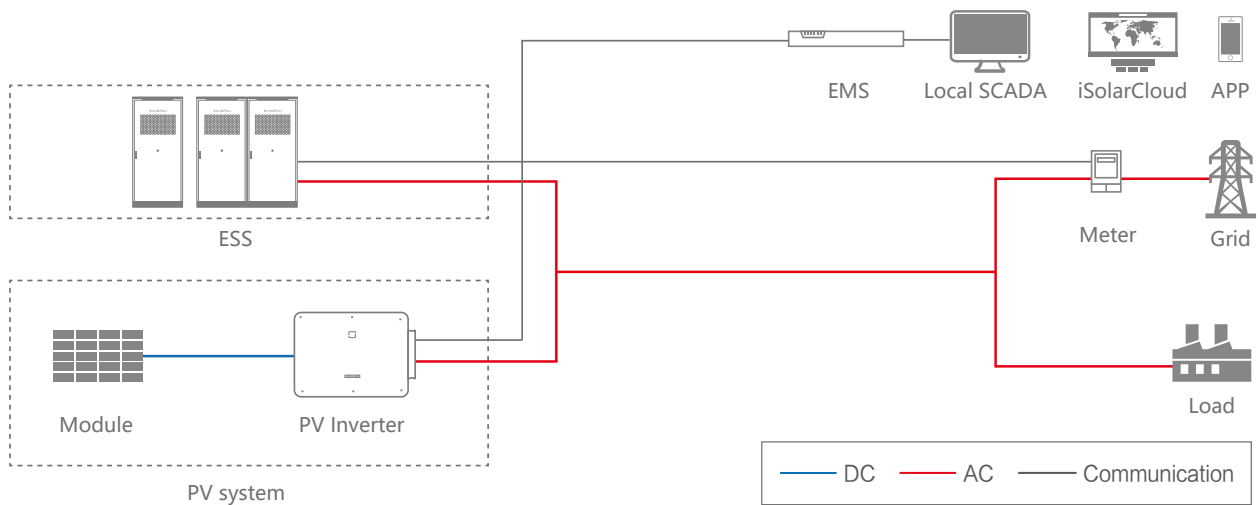 EMS
Local SCADA
iSolarCloud
APP
ESS
Meter
Grid
Module
PV Inverter
Load
PV system
DC
AC
Communication